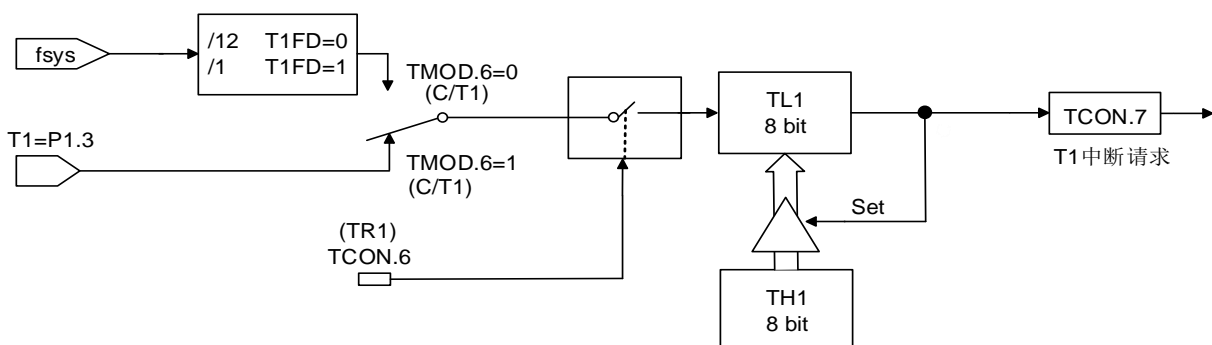 fsys
/12 T1FD=0
/1 T1FD=1
TMOD.6=0
(C/T1)
T1=P1.3
TMOD.6=1
(C/T1)
(TR1)
TCON.6
TL1
8 bit
TCON.7
T1中断请求
Set
TH1
8 bit